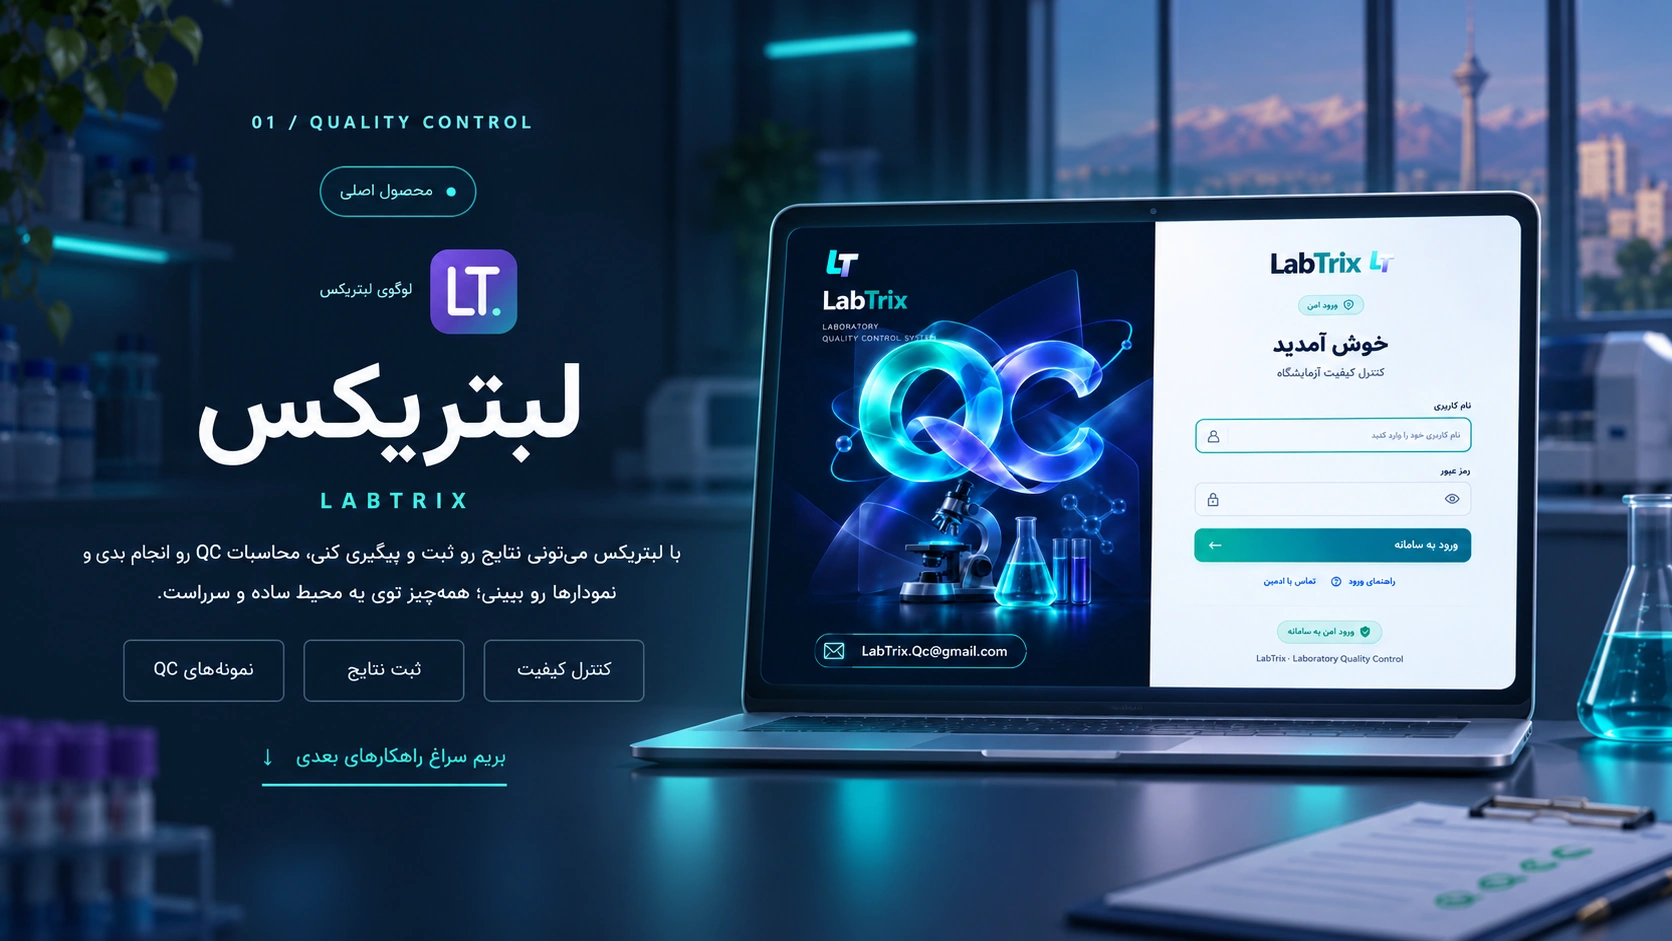 01 / QUALITY CONTROL
محصول اصلی
لوگوی لبتریکس
LT.
لبتریکس
LABTRIX
با لبتریکس می‌تونی نتایج رو ثبت و پیگیری کنی، محاسبات QC رو انجام بدی و
نمودارها رو ببینی؛ همه‌چیز توی یه محیط ساده و سرراست.
کنترل کیفیت
ثبت نتایج
نمونه‌های QC
بریم سراغ راهکارهای بعدی ↓
LT
LabTrix
LABORATORY
QUALITY CONTROL SYSTEM
QC
LabTrix.Qc@gmail.com
LabTrix LT
ورود امن
خوش آمدید
کنترل کیفیت آزمایشگاه
نام کاربری
نام کاربری خود را وارد کنید
رمز عبور
ورود به سامانه ←
راهنمای ورود
تماس با ادمین
ورود امن به سامانه
LabTrix · Laboratory Quality Control